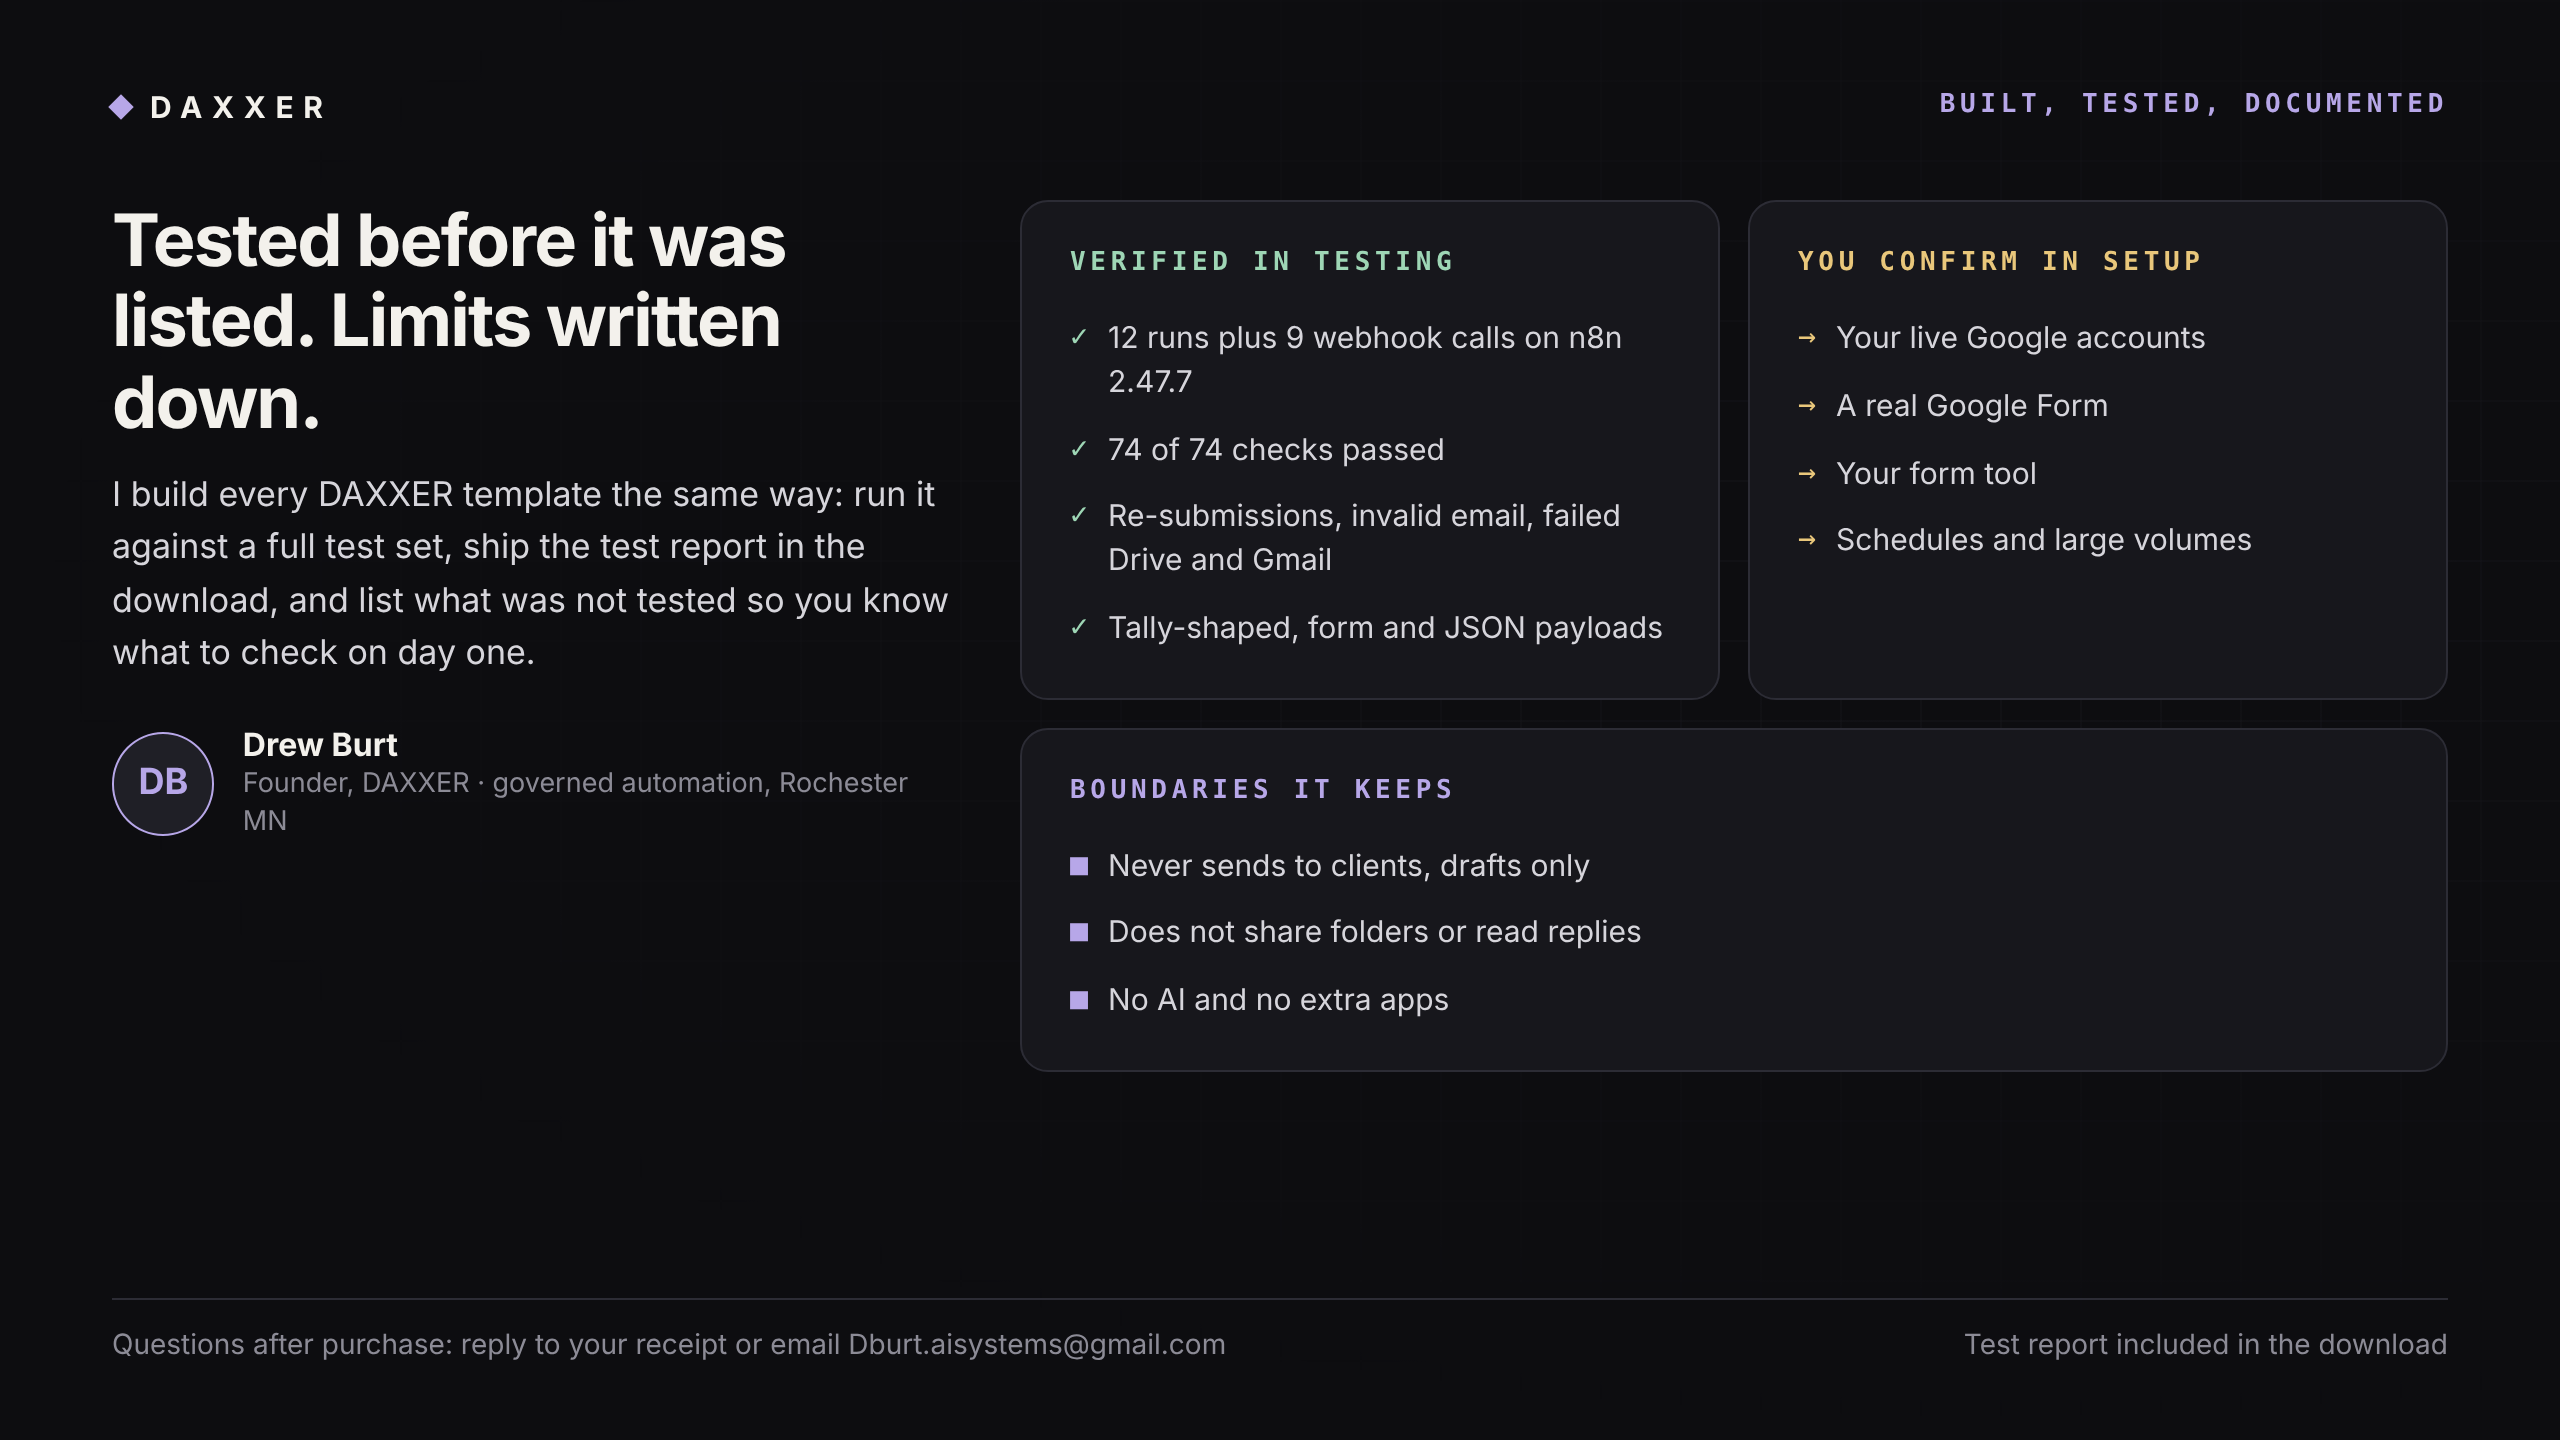 DAXXER
BUILT, TESTED, DOCUMENTED
Tested before it was
listed. Limits written
down.
I build every DAXXER template the same way: run it
against a full test set, ship the test report in the
download, and list what was not tested so you know
what to check on day one.
DB
Drew Burt
Founder, DAXXER · governed automation, Rochester
MN
VERIFIED IN TESTING
✓ 12 runs plus 9 webhook calls on n8n
2.47.7
✓ 74 of 74 checks passed
✓ Re-submissions, invalid email, failed
Drive and Gmail
✓ Tally-shaped, form and JSON payloads
YOU CONFIRM IN SETUP
→ Your live Google accounts
→ A real Google Form
→ Your form tool
→ Schedules and large volumes
BOUNDARIES IT KEEPS
■ Never sends to clients, drafts only
■ Does not share folders or read replies
■ No AI and no extra apps
Questions after purchase: reply to your receipt or email Dburt.aisystems@gmail.com
Test report included in the download